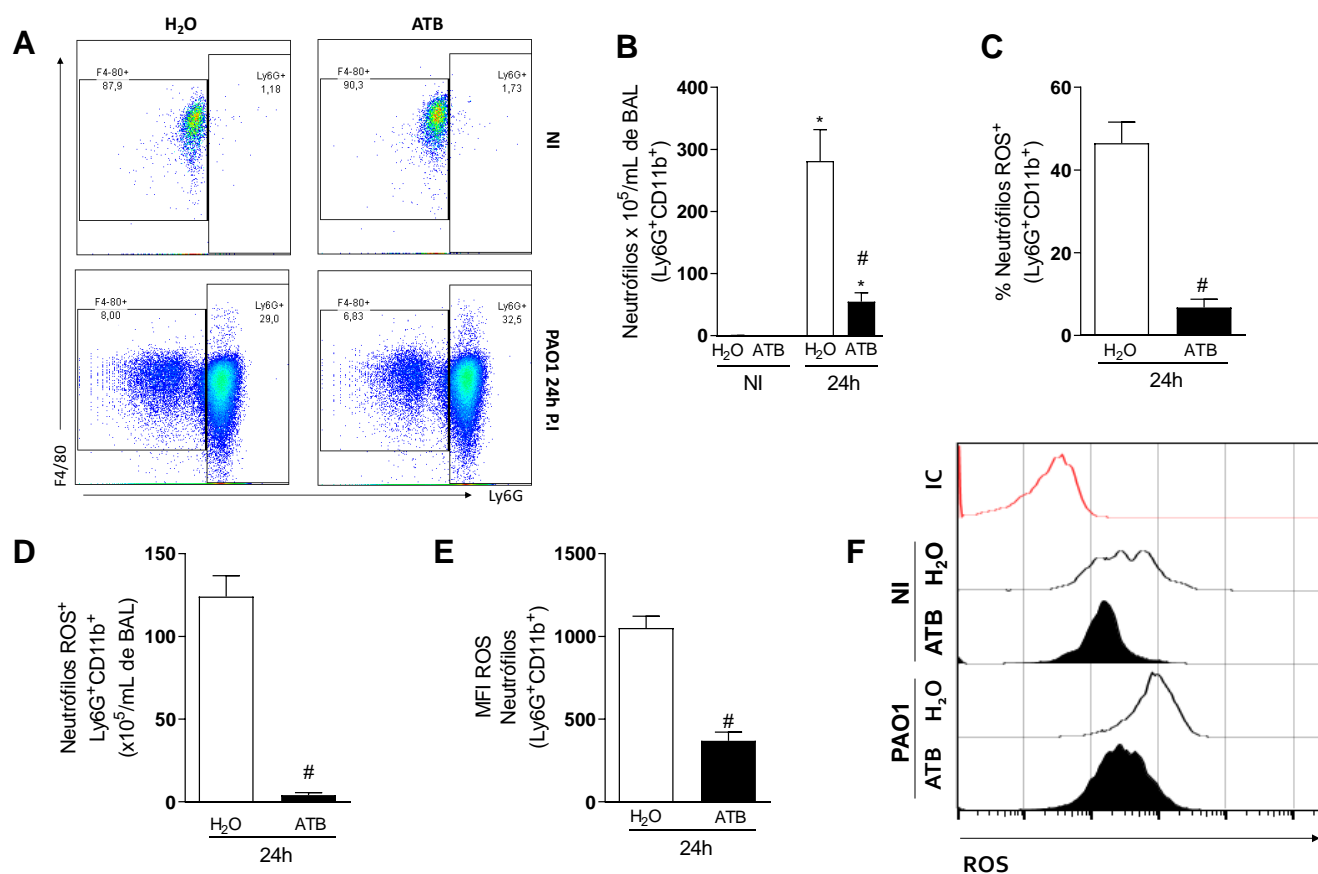 A
H₂O
ATB
F4-80+
87,9
Ly6G+
1,18
F4-80+
90,3
Ly6G+
1,73
NI
F4-80+
8,00
Ly6G+
29,0
F4-80+
6,83
Ly6G+
32,5
PAO1 24h P.I
F4/80
Ly6G
B
Neutrófilos x 10⁵/mL de BAL
(Ly6G⁺CD11b⁺)
400
300
200
100
0
*
#
*
H₂O ATB H₂O ATB
NI 24h
C
% Neutrófilos ROS⁺
(Ly6G⁺CD11b⁺)
60
40
20
0
#
H₂O ATB
24h
D
Neutrófilos ROS⁺
Ly6G⁺CD11b⁺
(x10⁵/mL de BAL)
150
100
50
0
#
H₂O ATB
24h
E
MFI ROS
Neutrófilos
(Ly6G⁺CD11b⁺)
1500
1000
500
0
#
H₂O ATB
24h
F
IC
NI
H₂O
ATB
PAO1
H₂O
ATB
ROS